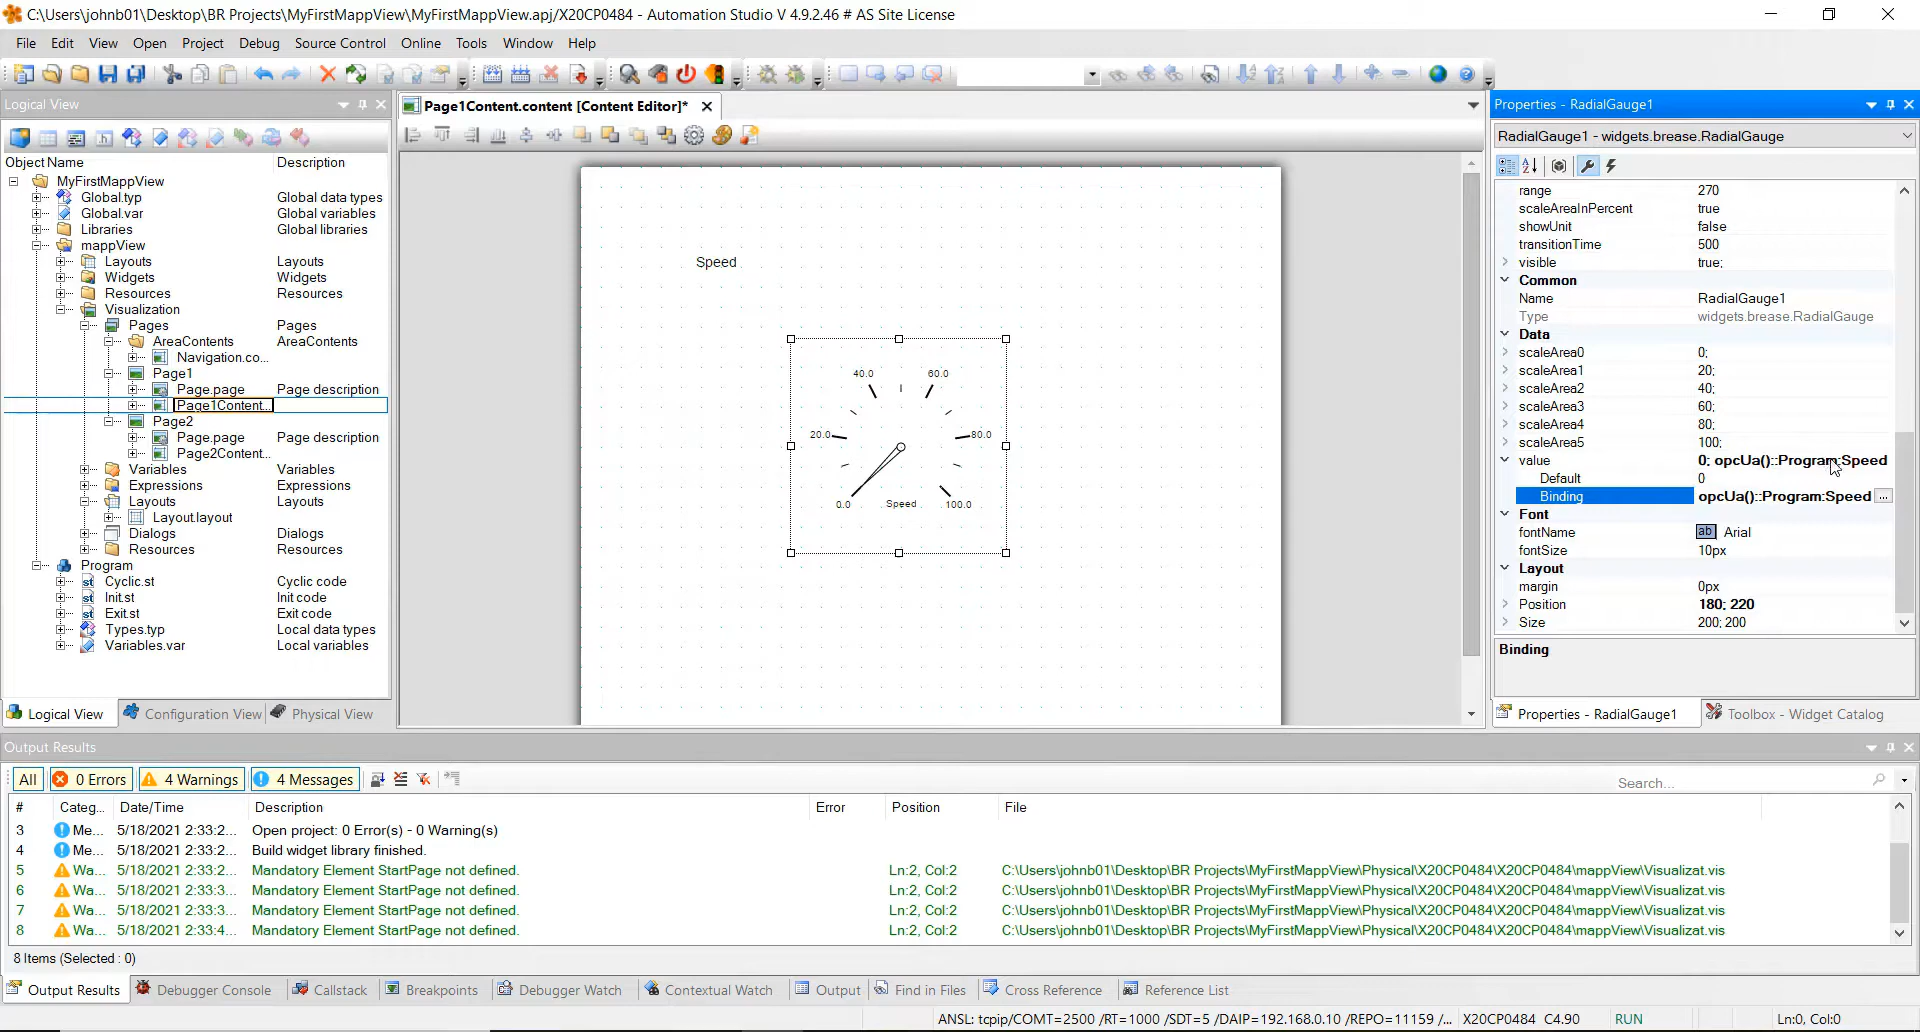 C:\Users\johnb01\Desktop\BR Projects\MyFirstMappView\MyFirstMappView.apj/X20CP0484 - Automation Studio V 4.9.2.46 # AS Site License
File Edit View Open Project Debug Source Control Online Tools Window Help
Logical View
Object Name Description
MyFirstMappView
Global.typ Global data types
Global.var Global variables
Libraries Global libraries
mappView
Layouts Layouts
Widgets Widgets
Resources Resources
Visualization
Pages Pages
AreaContents AreaContents
Navigation.co...
Page1
Page.page Page description
Page1Content...
Page2
Page.page Page description
Page2Content...
Variables Variables
Expressions Expressions
Layouts Layouts
Layout.layout
Dialogs Dialogs
Resources Resources
Program
Cyclic.st Cyclic code
Init.st Init code
Exit.st Exit code
Types.typ Local data types
Variables.var Local variables
Logical View Configuration View Physical View
Page1Content.content [Content Editor]*
Speed
40.0 60.0
20.0 80.0
0.0 Speed 100.0
Properties - RadialGauge1
RadialGauge1 - widgets.brease.RadialGauge
range 270
scaleAreaInPercent true
showUnit false
transitionTime 500
visible true;
Common
Name RadialGauge1
Type widgets.brease.RadialGauge
Data
scaleArea0 0;
scaleArea1 20;
scaleArea2 40;
scaleArea3 60;
scaleArea4 80;
scaleArea5 100;
value 0; opcUa()::Program:Speed
Default 0
Binding opcUa()::Program:Speed ...
Font
fontName ab Arial
fontSize 10px
Layout
margin 0px
Position 180; 220
Size 200; 200
Binding
Properties - RadialGauge1 Toolbox - Widget Catalog
Output Results
All 0 Errors 4 Warnings 4 Messages Search...
# Categ... Date/Time Description Error Position File
3 Me... 5/18/2021 2:33:2... Open project: 0 Error(s) - 0 Warning(s)
4 Me... 5/18/2021 2:33:2... Build widget library finished.
5 Wa... 5/18/2021 2:33:2... Mandatory Element StartPage not defined. Ln:2, Col:2 C:\Users\johnb01\Desktop\BR Projects\MyFirstMappView\Physical\X20CP0484\X20CP0484\mappView\Visualizat.vis
6 Wa... 5/18/2021 2:33:3... Mandatory Element StartPage not defined. Ln:2, Col:2 C:\Users\johnb01\Desktop\BR Projects\MyFirstMappView\Physical\X20CP0484\X20CP0484\mappView\Visualizat.vis
7 Wa... 5/18/2021 2:33:3... Mandatory Element StartPage not defined. Ln:2, Col:2 C:\Users\johnb01\Desktop\BR Projects\MyFirstMappView\Physical\X20CP0484\X20CP0484\mappView\Visualizat.vis
8 Wa... 5/18/2021 2:33:4... Mandatory Element StartPage not defined. Ln:2, Col:2 C:\Users\johnb01\Desktop\BR Projects\MyFirstMappView\Physical\X20CP0484\X20CP0484\mappView\Visualizat.vis
8 Items (Selected : 0)
Output Results Debugger Console Callstack Breakpoints Debugger Watch Contextual Watch Output Find in Files Cross Reference Reference List
ANSL: tcpip/COMT=2500 /RT=1000 /SDT=5 /DAIP=192.168.0.10 /REPO=11159 /... X20CP0484 C4.90 RUN Ln:0, Col:0